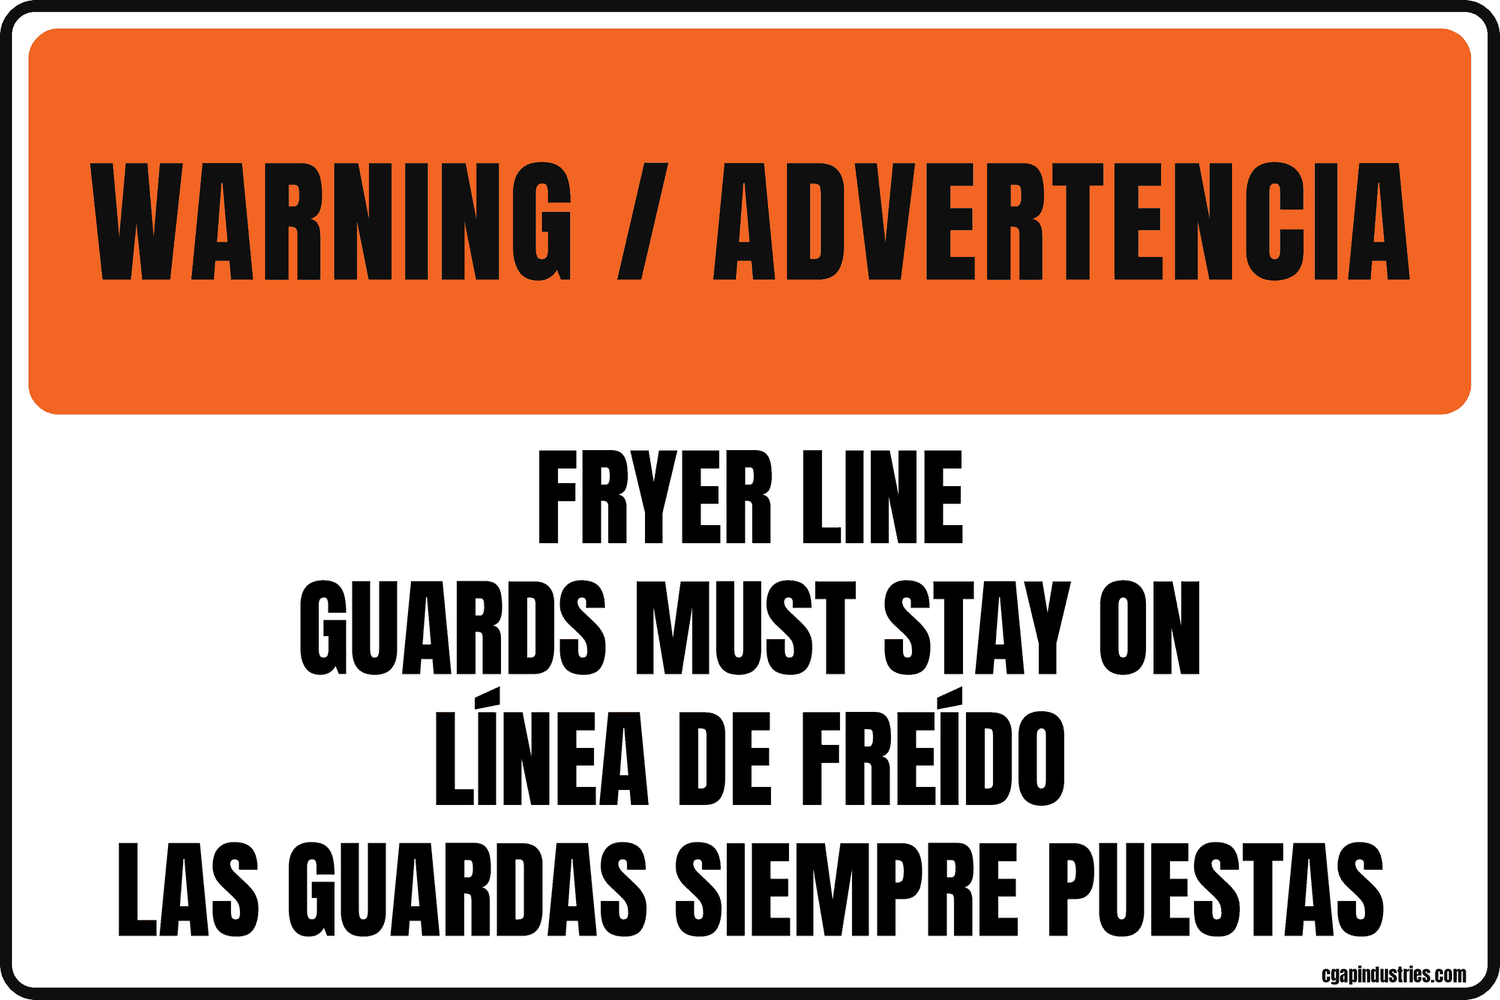 WARNING / ADVERTENCIA
FRYER LINE
GUARDS MUST STAY ON
LÍNEA DE FREÍDO
LAS GUARDAS SIEMPRE PUESTAS
cgapindustries.com